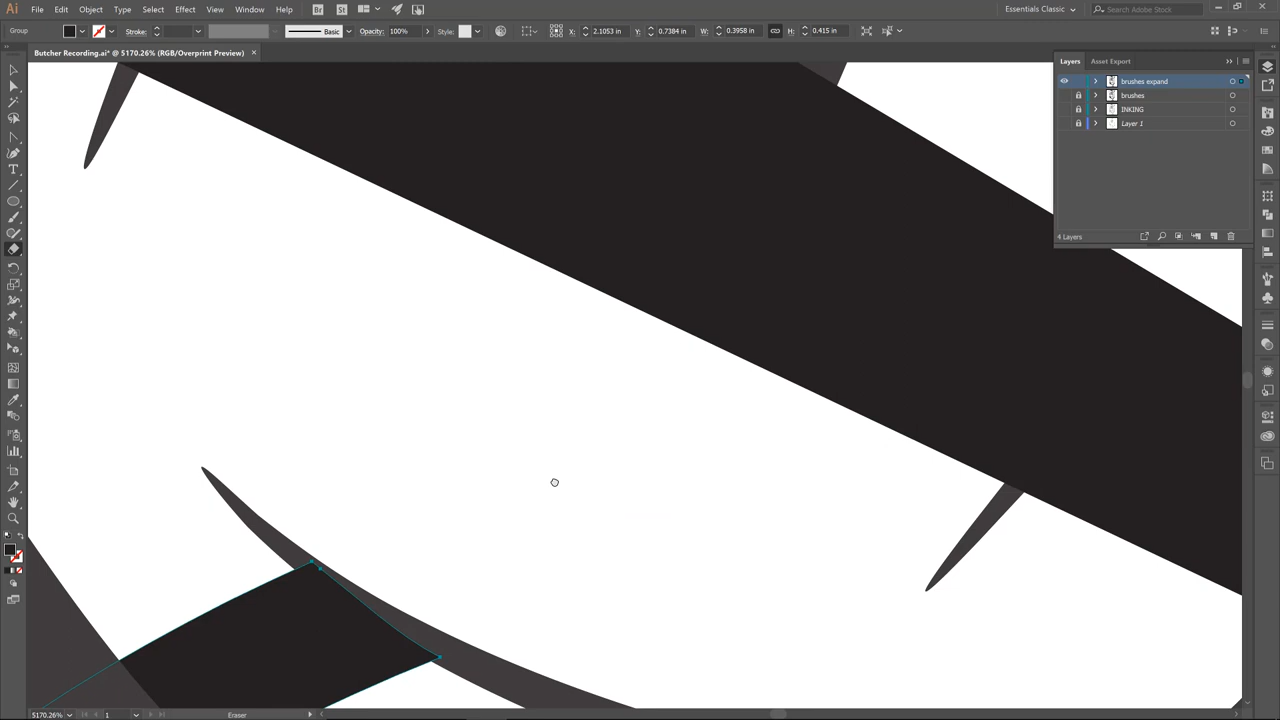 Ai File Edit Object Type Select Effect View Window Help Br St Essentials Classic Search Adobe Stock
Group Stroke: Basic Opacity: 100% Style: X: 2.1053 in Y: 0.7384 in W: 0.3958 in H: 0.415 in
Butcher Recording.ai* @ 5170.26% (RGB/Overprint Preview)
Layers Asset Export
brushes expand
brushes
INKING
Layer 1
4 Layers
5170.26% 1 Eraser